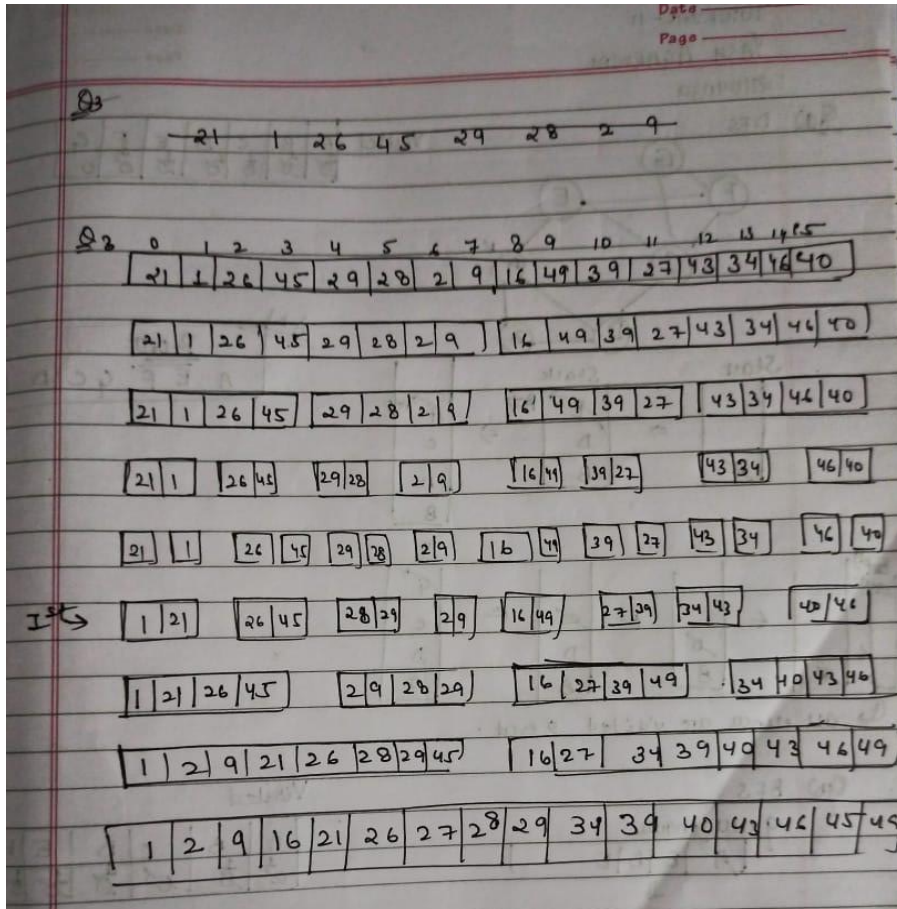 Date
Page
Q3
21 1 26 45 29 28 2 9
Q3 0 1 2 3 4 5 6 7 8 9 10 11 12 13 14 15
21 1 26 45 29 28 2 9 16 49 39 27 43 34 46 40
21 1 26 45 29 28 2 9 16 49 39 27 43 34 46 40
21 1 26 45 29 28 2 9 16 49 39 27 43 34 46 40
21 1 26 45 29 28 2 9 16 49 39 27 43 34 46 40
21 1 26 45 29 28 2 9 16 49 39 27 43 34 46 40
Ist → 1 21 26 45 28 29 2 9 16 49 27 39 34 43 40 46
1 21 26 45 2 9 28 29 16 27 39 49 34 40 43 46
1 2 9 21 26 28 29 45 16 27 34 39 40 43 46 49
1 2 9 16 21 26 27 28 29 34 39 40 43 46 45 49